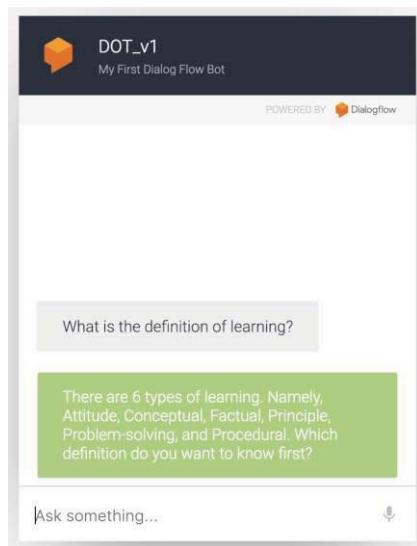 DOT_v1
My First Dialog Flow Bot
POWERED BY Dialogflow
What is the definition of learning?
There are 6 types of learning. Namely,
Attitude, Conceptual, Factual, Principle,
Problem-solving, and Procedural. Which
definition do you want to know first?
Ask something...